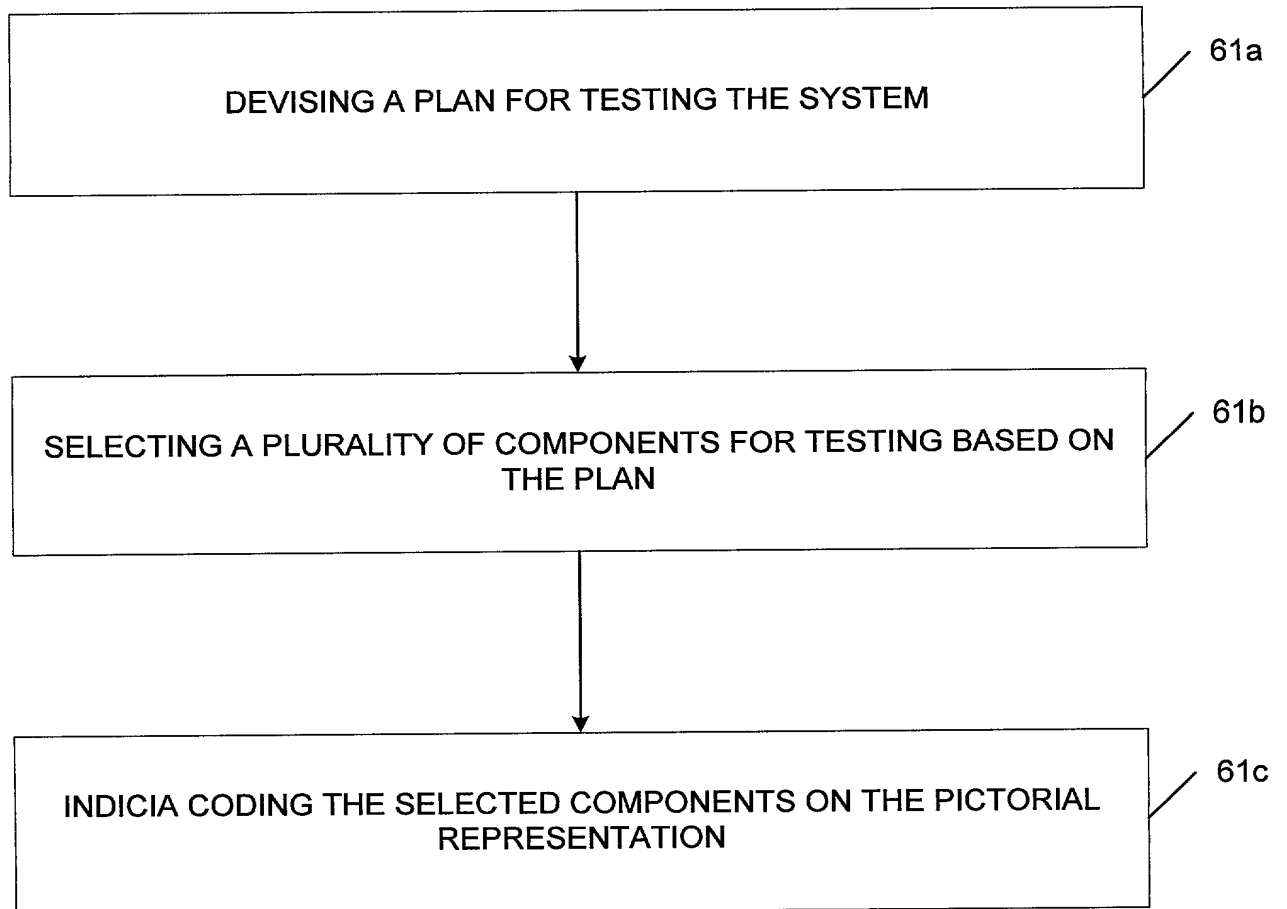 61a
DEVISING A PLAN FOR TESTING THE SYSTEM
61b
SELECTING A PLURALITY OF COMPONENTS FOR TESTING BASED ON
THE PLAN
61c
INDICIA CODING THE SELECTED COMPONENTS ON THE PICTORIAL
REPRESENTATION